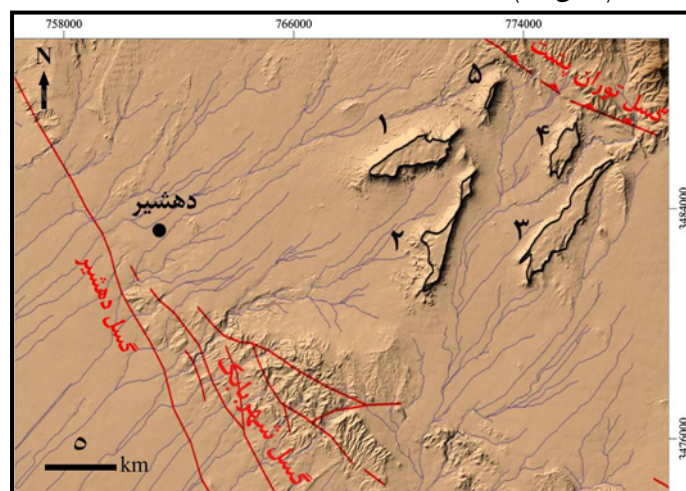 758000
766000
774000
N
گسل توران پشت
۵
۱
۴
دهشیر
۲
۳
3484000
گسل دهشیر
گسل شهربابک
3476000
۵
km